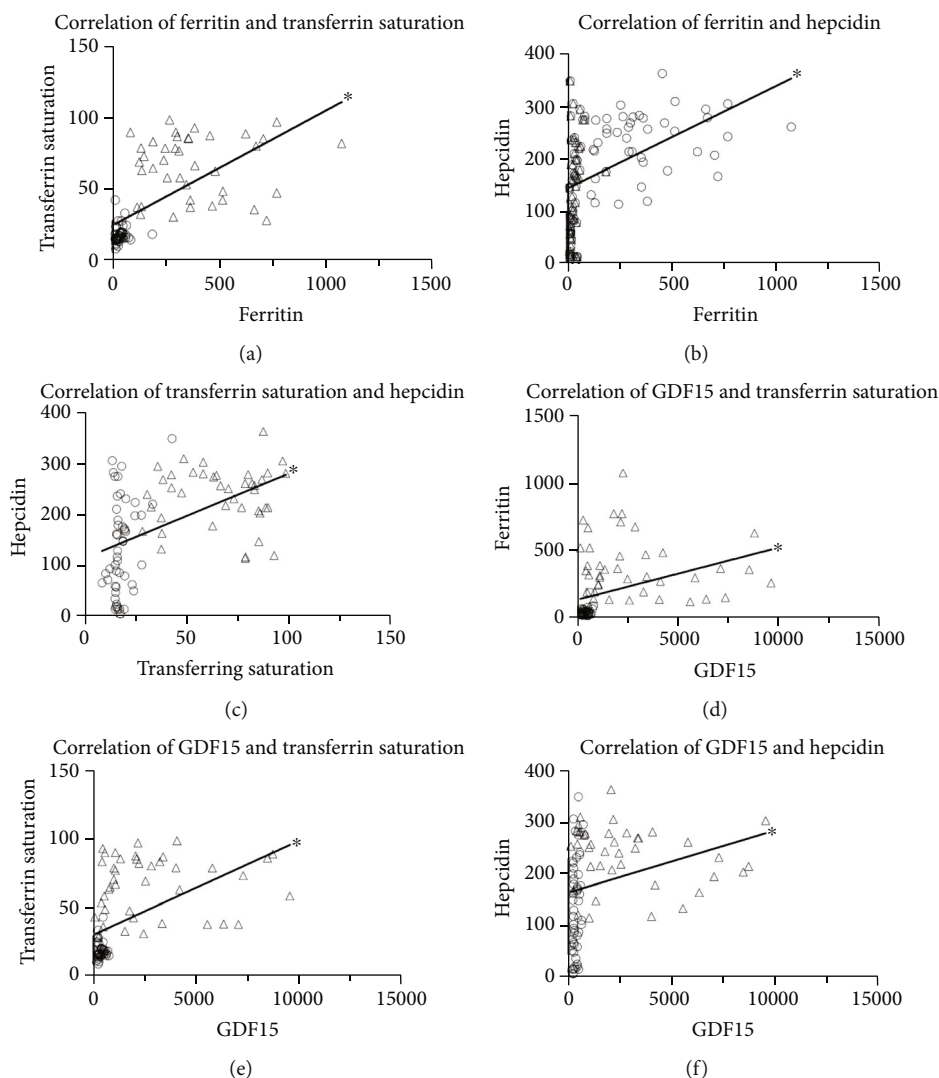 Correlation of ferritin and transferrin saturation
150
100
50
0
Transferrin saturation
0 500 1000 1500
Ferritin
(a)
Correlation of ferritin and hepcidin
400
300
200
100
0
Hepcidin
*
0 500 1000 1500
Ferritin
(b)
Correlation of transferrin saturation and hepcidin
400
300
200
100
0
Hepcidin
*
0 50 100 150
Transferring saturation
(c)
Correlation of GDF15 and transferrin saturation
1500
1000
500
0
Ferritin
*
0 5000 10000 15000
GDF15
(d)
Correlation of GDF15 and transferrin saturation
150
100
50
0
Transferrin saturation
*
0 5000 10000 15000
GDF15
(e)
Correlation of GDF15 and hepcidin
400
300
200
100
0
Hepcidin
*
0 5000 10000 15000
GDF15
(f)